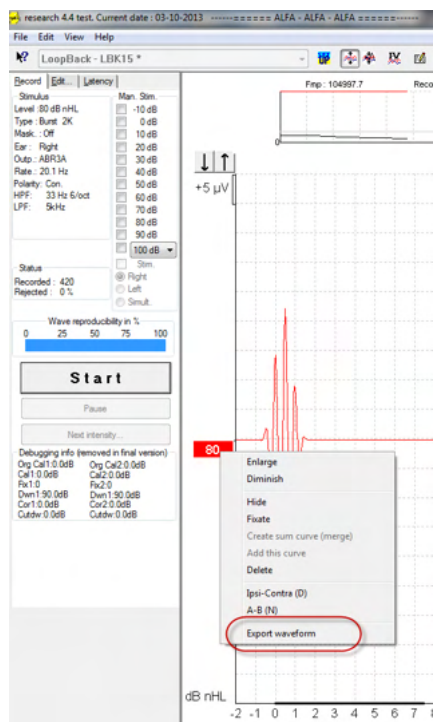 research 4.4 test. Current date : 03-10-2013 ------====== ALFA - ALFA - ALFA ======------
File Edit View Help
LoopBack - LBK15 *
Record Edit... Latency
Fmp : 104997.7 Reco
Stimulus
Level :80 dB nHL
Type : Burst 2K
Mask. : Off
Ear : Right
Outp.: ABR3A
Rate : 20.1 Hz
Polarity: Con.
HPF: 33 Hz 6/oct
LPF: 5kHz
Man. Stim.
-10 dB
0 dB
10 dB
20 dB
30 dB
40 dB
50 dB
60 dB
70 dB
80 dB
90 dB
100 dB
Stim.
Right
Left
Simult.
Status
Recorded : 420
Rejected : 0 %
Wave reproducibility in %
0 25 50 75 100
Start
Pause
Next intensity...
Debugging info (removed in final version)
Org Cal1:0.0dB Org Cal2:0.0dB
Cal1:0.0dB Cal2:0.0dB
Fix1:0 Fix2:0
Dwn1:90.0dB Dwn2:90.0dB
Cor1:0.0dB Cor2:0.0dB
Cutdw:0.0dB Cutdw:0.0dB
0
+5 µV
80
Enlarge
Diminish
Hide
Fixate
Create sum curve (merge)
Add this curve
Delete
Ipsi-Contra (D)
A-B (N)
Export waveform
dB nHL
-2 -1 0 1 2 3 4 5 6 7 8